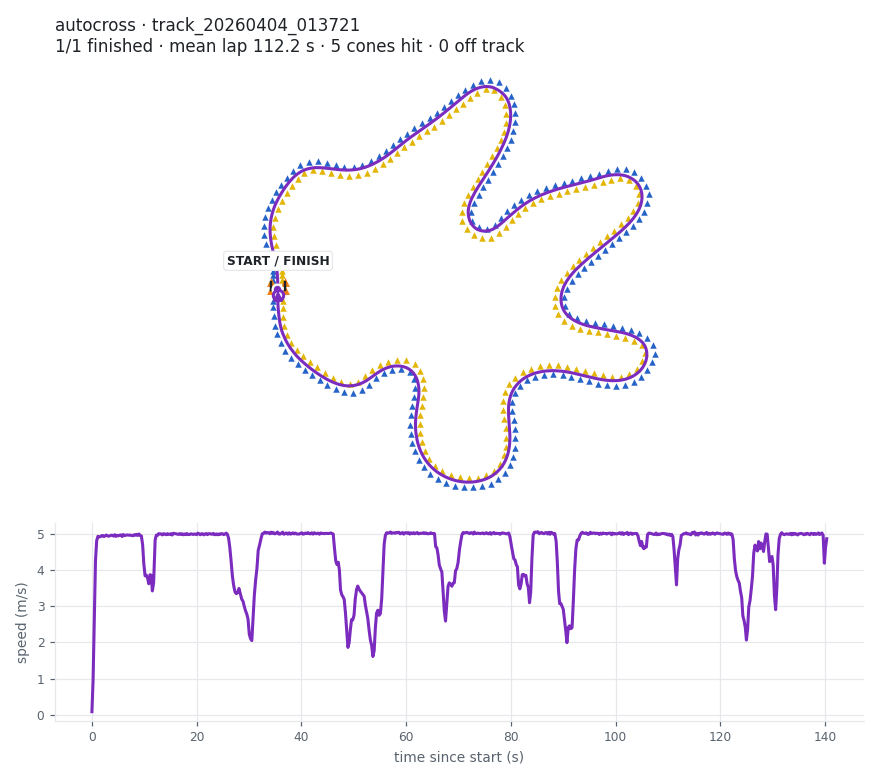 autocross · track_20260404_013721
1/1 finished · mean lap 112.2 s · 5 cones hit · 0 off track
START / FINISH
5
4
3
2
1
0
speed (m/s)
0 20 40 60 80 100 120 140
time since start (s)